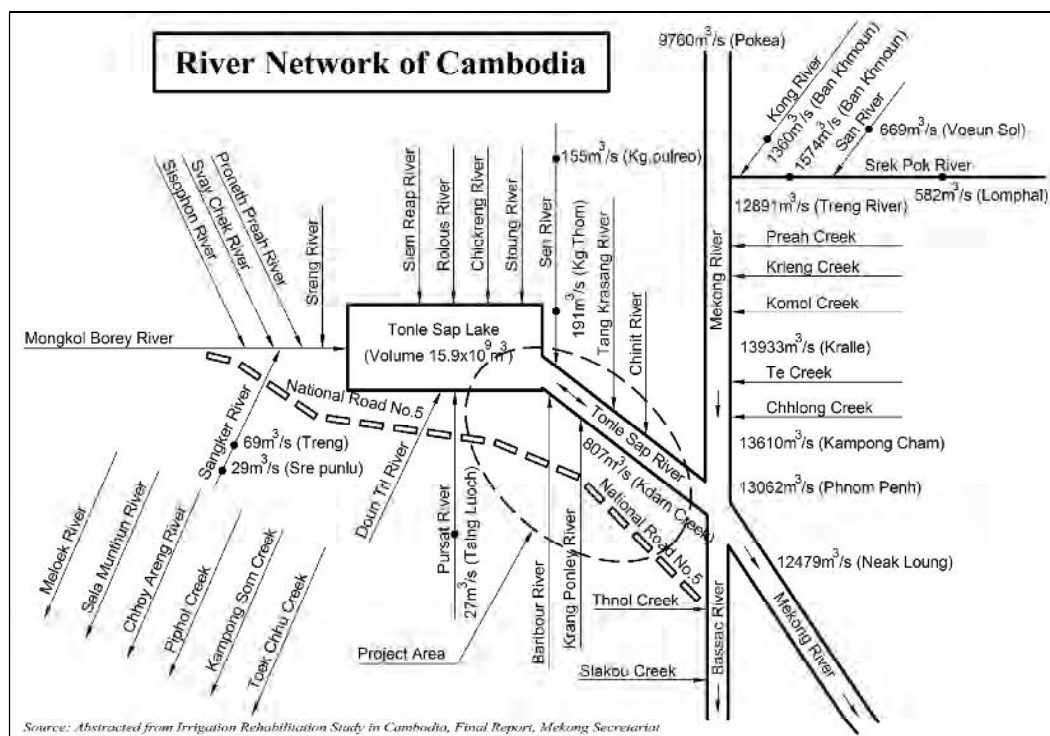 River Network of Cambodia
9760m³/s (Pokea)
Kong River
1360m³/s (Ban Khmoun)
1574m³/s (Ban Khmoun)
San River
669m³/s (Voeun Sol)
Srek Pok River
582m³/s (Lomphal)
12891m³/s (Treng River)
Preah Creek
Krieng Creek
Komol Creek
13933m³/s (Kralle)
Te Creek
Chhlong Creek
13610m³/s (Kampong Cham)
13062m³/s (Phnom Penh)
12479m³/s (Neak Loung)
Mekong River
Mekong River
Bassac River
Thnol Creek
Slakou Creek
Sisophon River
Svay Chek River
Preah River
Sreng River
Siem Reap River
Rolous River
Chickreng River
Stoung River
Sen River
155m³/s (Kg.pulreo)
191m³/s (Kg.Thom)
Tang Krasang River
Chinit River
Mongkol Borey River
Tonle Sap Lake
(Volume 15.9x10⁹m³)
National Road No.5
Tonle Sap River
807m³/s (Kdam Creek)
National Road No.5
Sangker River
69m³/s (Treng)
29m³/s (Sre punlu)
Doun Tri River
Pursat River
27m³/s (Talng Luoch)
Baribour River
Krang Ponley River
Project Area
Meloek River
Sala Munthun River
Chhoy Areng River
Piphol Creek
Kampong Som Creek
Toek Chhu Creek
Source: Abstracted from Irrigation Rehabilitation Study in Cambodia, Final Report, Mekong Secretariat